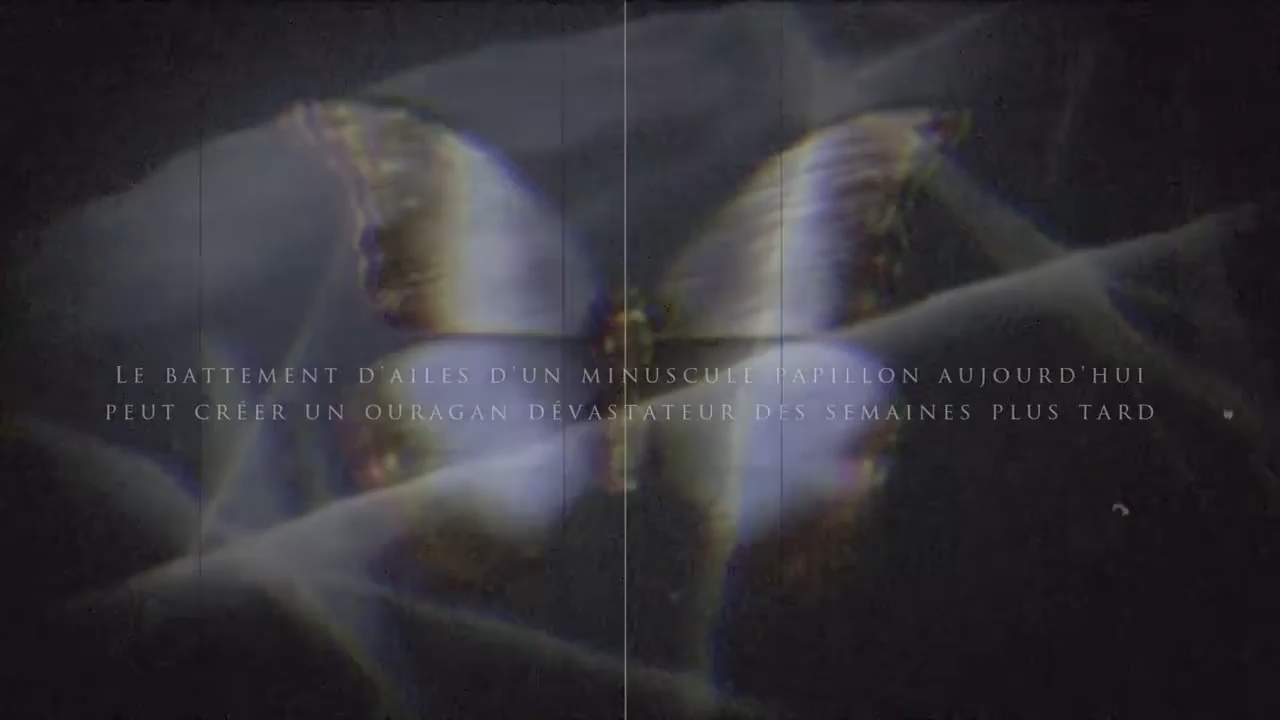 Le battement d'ailes d'un minuscule papillon aujourd'hui
peut créer un ouragan dévastateur des semaines plus tard